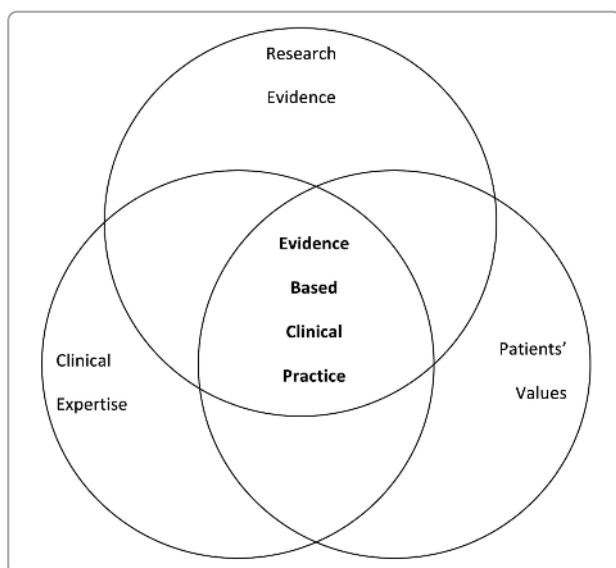 Research
Evidence
Evidence
Based
Clinical
Practice
Clinical
Expertise
Patients’
Values